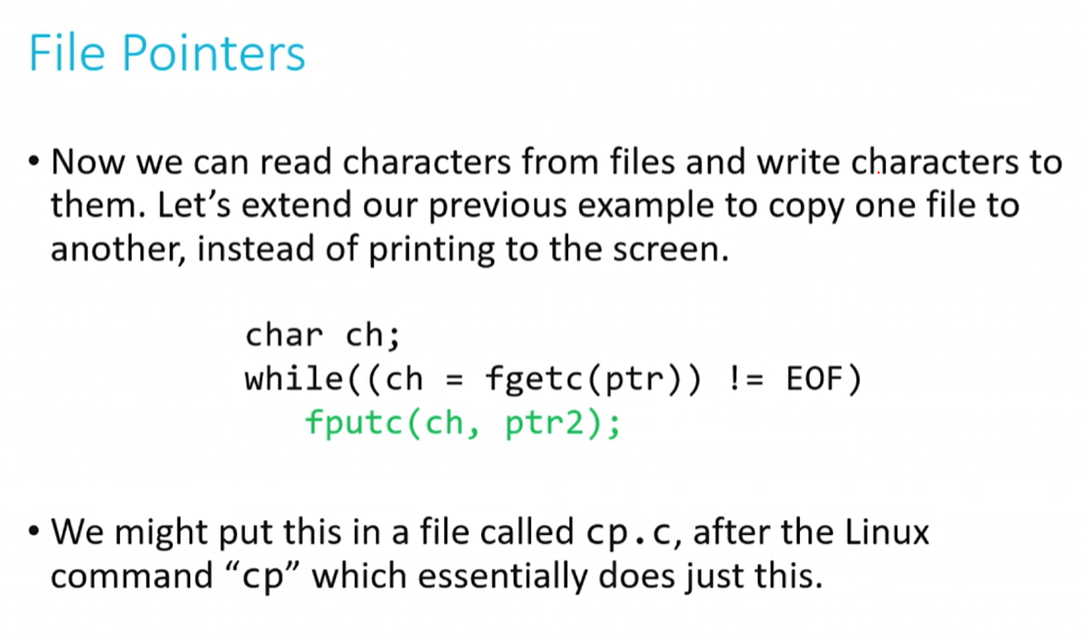 File Pointers
• Now we can read characters from files and write characters to
them. Let’s extend our previous example to copy one file to
another, instead of printing to the screen.
char ch;
while((ch = fgetc(ptr)) != EOF)
fputc(ch, ptr2);
• We might put this in a file called cp.c, after the Linux
command “cp” which essentially does just this.